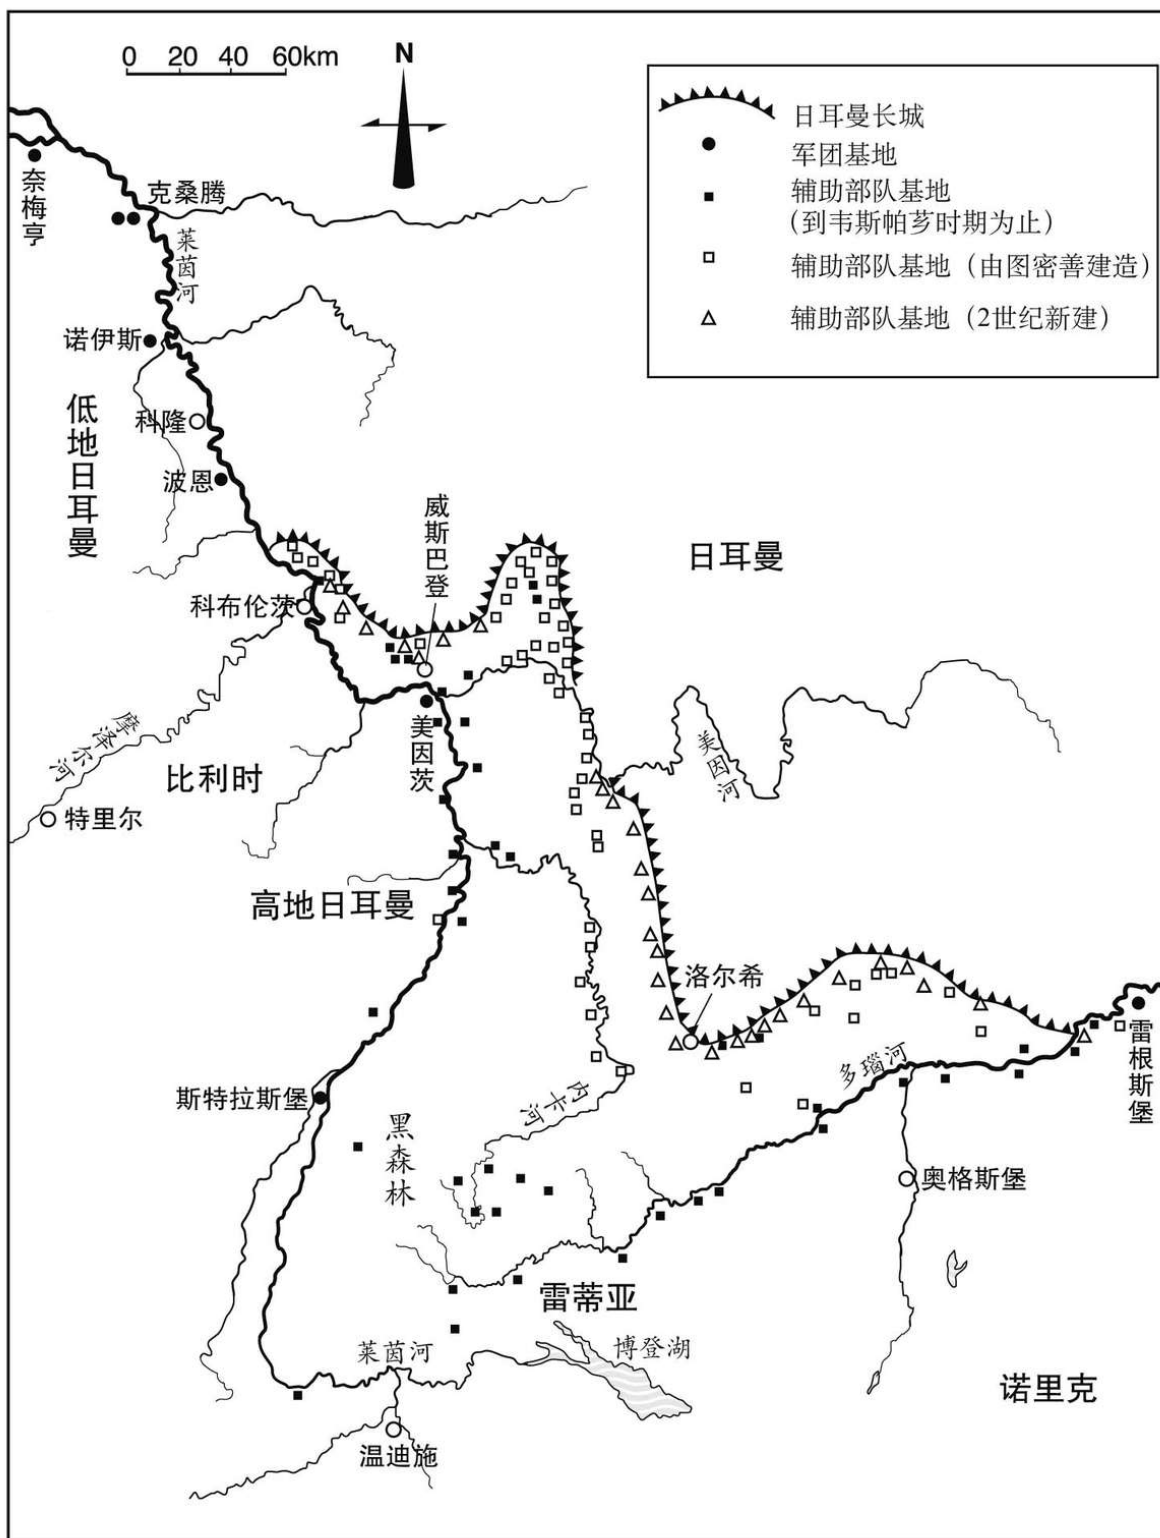 0 20 40 60km
N
日耳曼长城
军团基地
辅助部队基地
（到韦斯帕芗时期为止）
辅助部队基地（由图密善建造）
辅助部队基地（2世纪新建）
奈梅亨
克桑腾
莱茵河
诺伊斯
低地日耳曼
科隆
波恩
威斯巴登
日耳曼
科布伦茨
摩泽尔河
美因茨
美因河
比利时
特里尔
高地日耳曼
洛尔希
多瑙河
雷根斯堡
斯特拉斯堡
内卡河
黑森林
奥格斯堡
雷蒂亚
莱茵河
博登湖
诺里克
温迪施